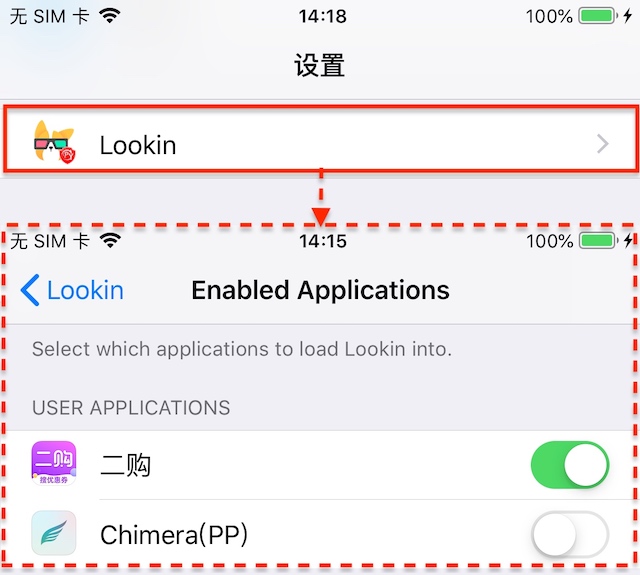 无 SIM 卡 14:18 100%
设置
Lookin
无 SIM 卡 14:15 100%
Lookin Enabled Applications
Select which applications to load Lookin into.
USER APPLICATIONS
二购
搜优惠券
二购
Chimera(PP)